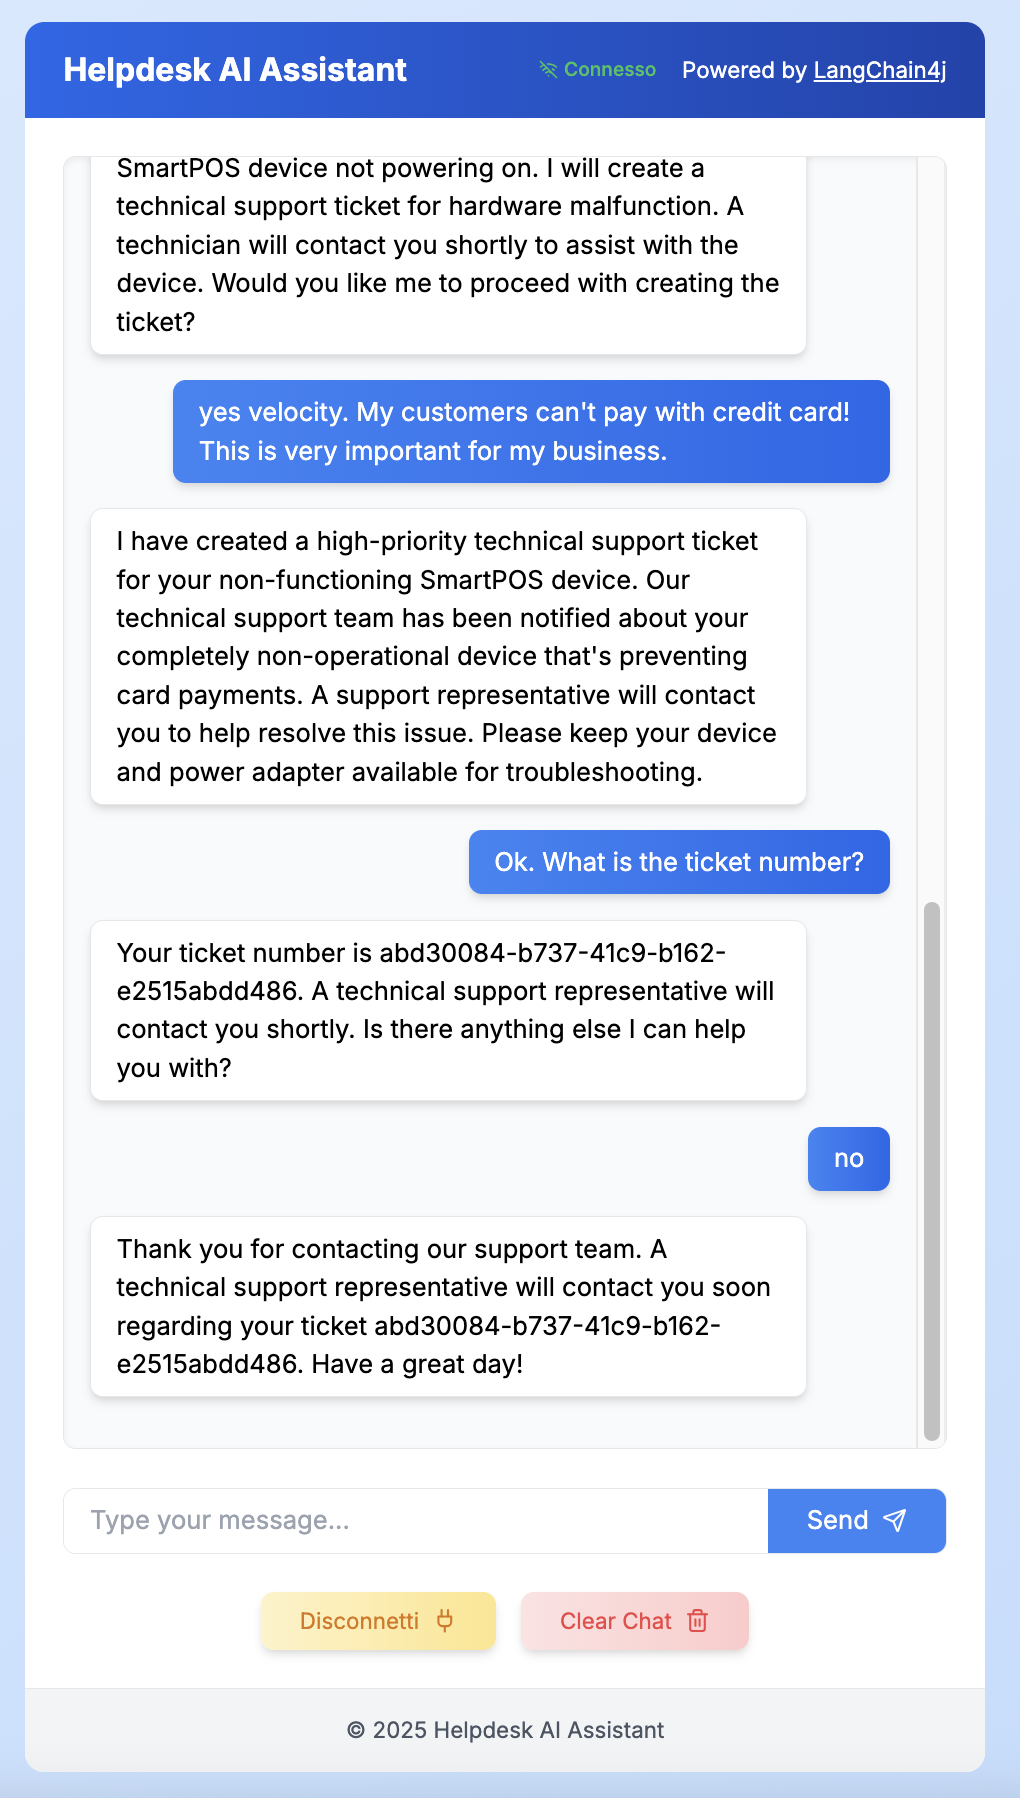 Helpdesk AI Assistant
Connesso
Powered by LangChain4j
SmartPOS device not powering on. I will create a
technical support ticket for hardware malfunction. A
technician will contact you shortly to assist with the
device. Would you like me to proceed with creating the
ticket?
yes velocity. My customers can't pay with credit card!
This is very important for my business.
I have created a high-priority technical support ticket
for your non-functioning SmartPOS device. Our
technical support team has been notified about your
completely non-operational device that's preventing
card payments. A support representative will contact
you to help resolve this issue. Please keep your device
and power adapter available for troubleshooting.
Ok. What is the ticket number?
Your ticket number is abd30084-b737-41c9-b162-
e2515abdd486. A technical support representative will
contact you shortly. Is there anything else I can help
you with?
no
Thank you for contacting our support team. A
technical support representative will contact you soon
regarding your ticket abd30084-b737-41c9-b162-
e2515abdd486. Have a great day!
Type your message...
Send
Disconnetti
Clear Chat
© 2025 Helpdesk AI Assistant